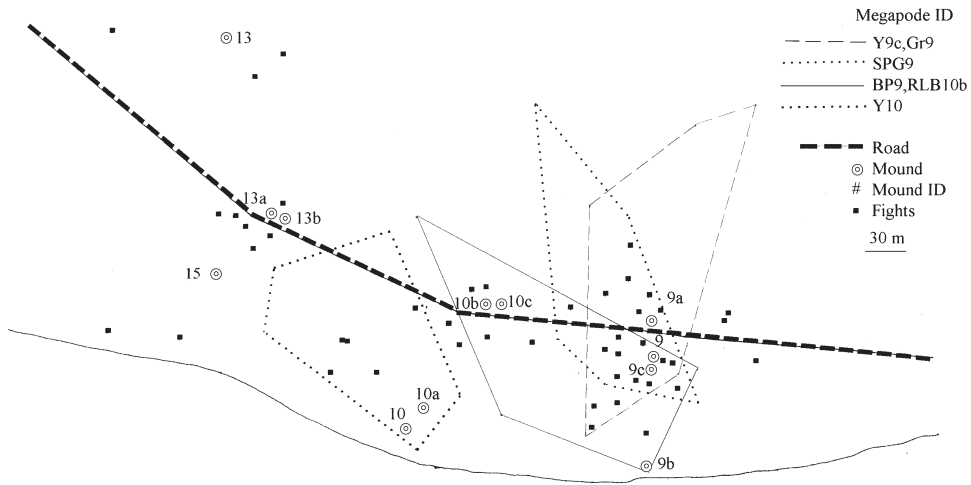 Megapode ID
Y9c,Gr9
SPG9
BP9,RLB10b
Y10
Road
Mound
# Mound ID
Fights
30 m
13
13a
13b
15
10b
10c
9a
9
9c
10a
10
9b